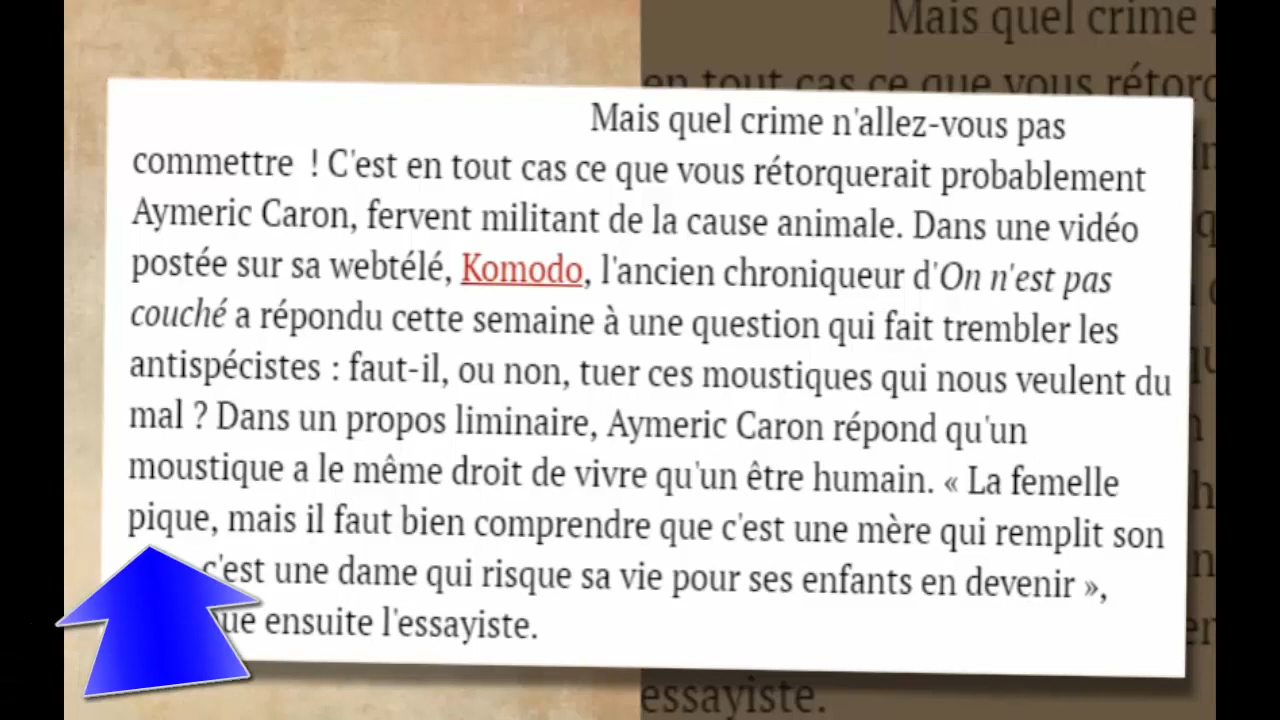 Mais quel crime
en tout cas ce que vous rétorq
Mais quel crime n'allez-vous pas
commettre ! C'est en tout cas ce que vous rétorquerait probablement
Aymeric Caron, fervent militant de la cause animale. Dans une vidéo
postée sur sa webtélé, Komodo, l'ancien chroniqueur d'On n'est pas
couché a répondu cette semaine à une question qui fait trembler les
antispécistes : faut-il, ou non, tuer ces moustiques qui nous veulent du
mal ? Dans un propos liminaire, Aymeric Caron répond qu'un
moustique a le même droit de vivre qu'un être humain. « La femelle
pique, mais il faut bien comprendre que c'est une mère qui remplit son
c'est une dame qui risque sa vie pour ses enfants en devenir »,
ue ensuite l'essayiste.
essayiste.